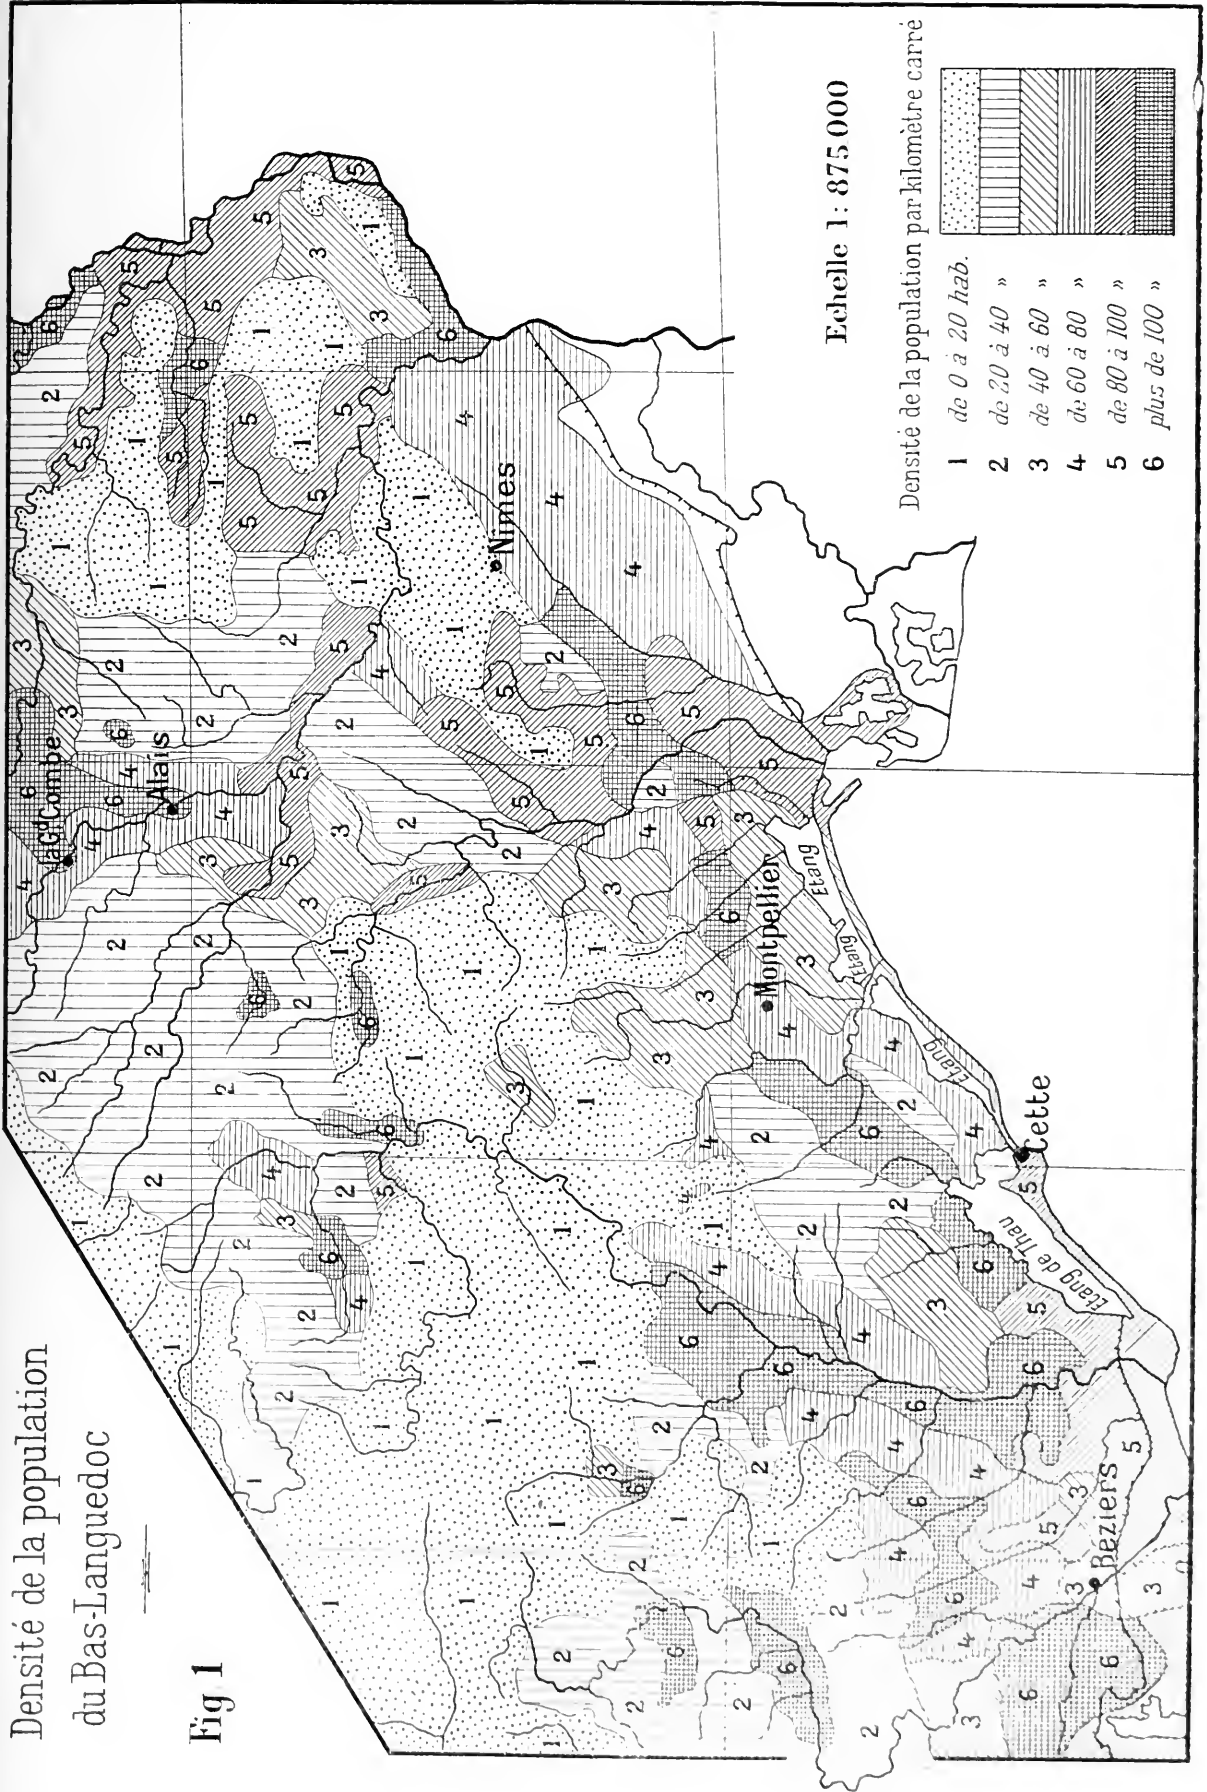 Densité de la population
du Bas-Languedoc
Fig 1
Echelle 1: 875.000
Densité de la population par kilomètre carré
1 de 0 à 20 hab.
2 de 20 à 40 »
3 de 40 à 60 »
4 de 60 à 80 »
5 de 80 à 100 »
6 plus de 100 »
la Gd Combe
Alais
Nimes
Montpellier
Etang
Etang
Etang
Cette
Etang de Thau
Beziers